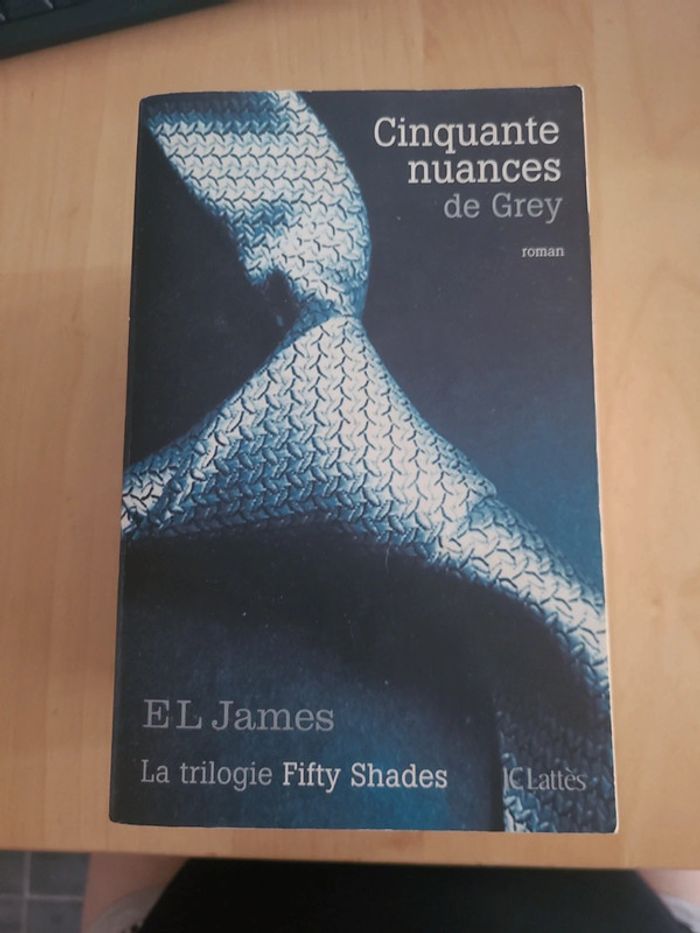 Cinquante
nuances
de Grey
roman
E L James
La trilogie Fifty Shades
JC Lattès